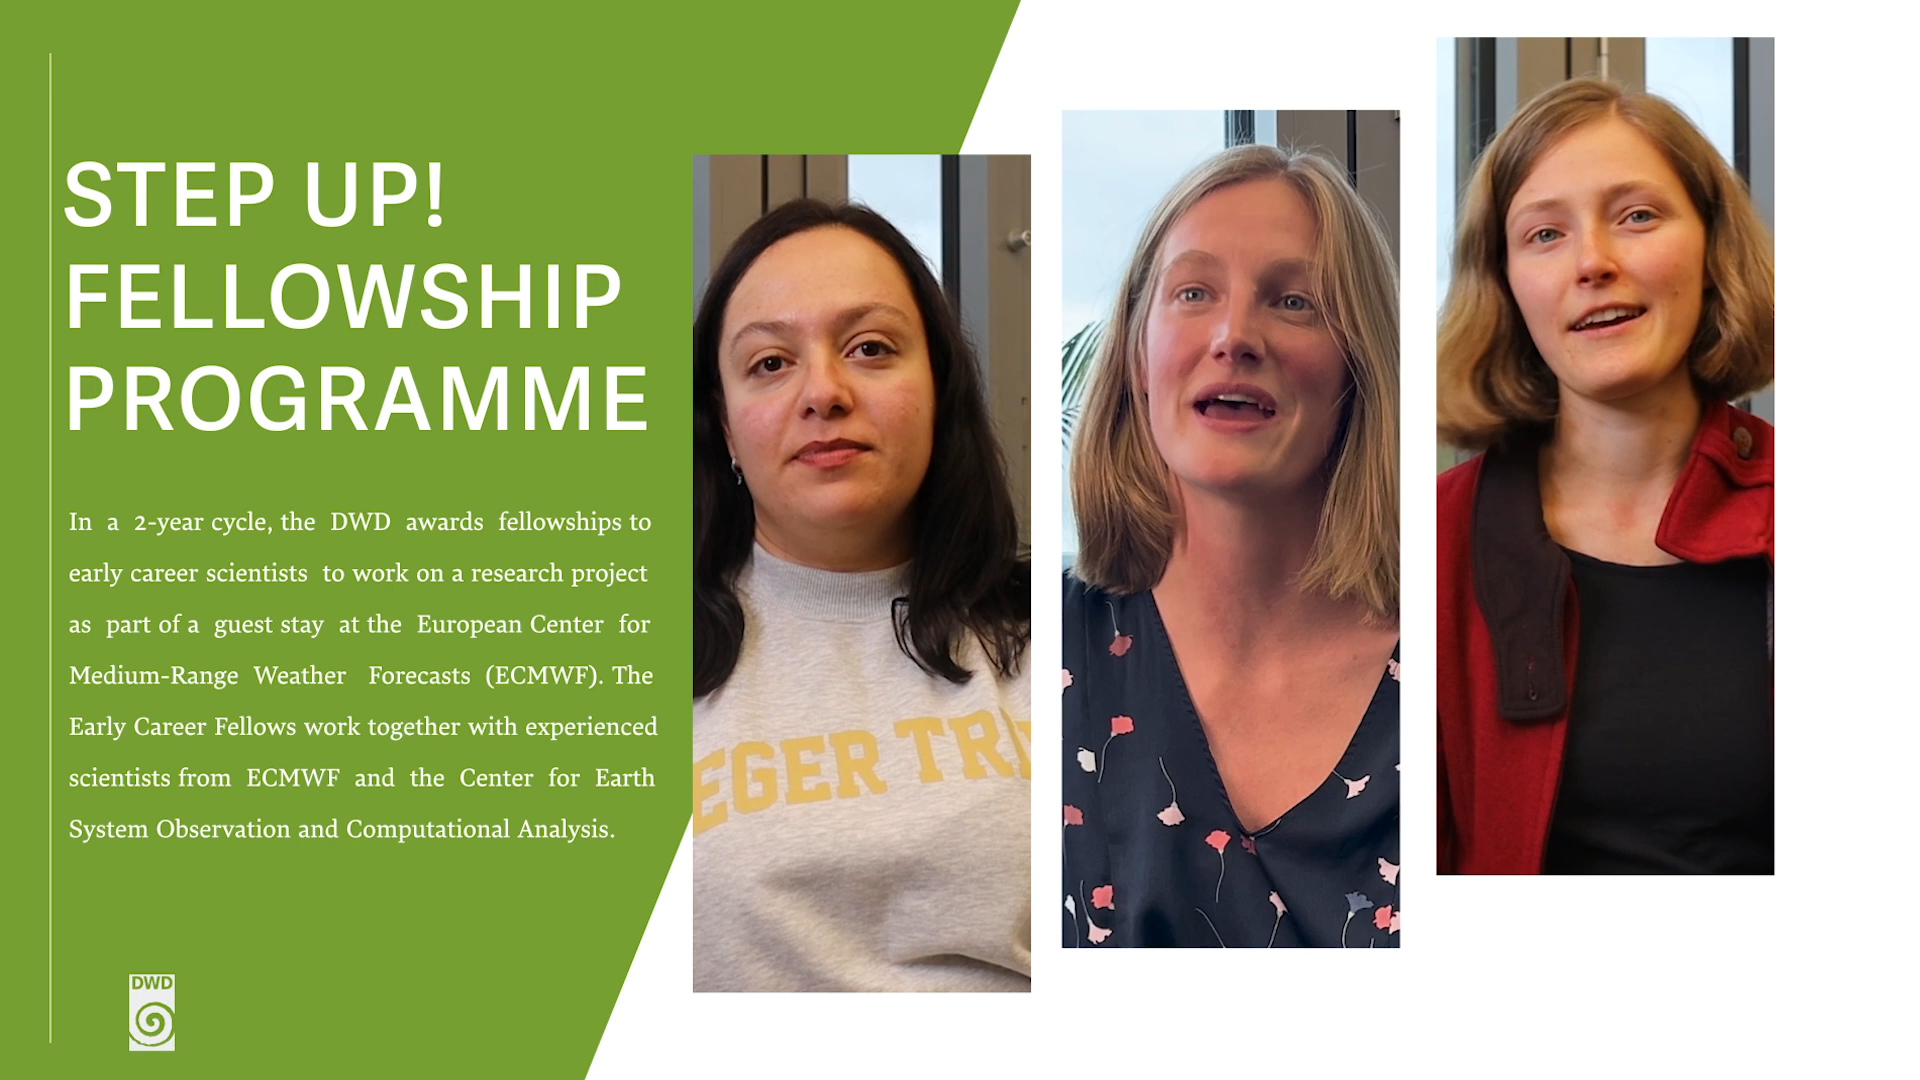 STEP UP!
FELLOWSHIP
PROGRAMME
In a 2-year cycle, the DWD awards fellowships to
early career scientists to work on a research project
as part of a guest stay at the European Center for
Medium-Range Weather Forecasts (ECMWF). The
Early Career Fellows work together with experienced
scientists from ECMWF and the Center for Earth
System Observation and Computational Analysis.
EGER TR
DWD